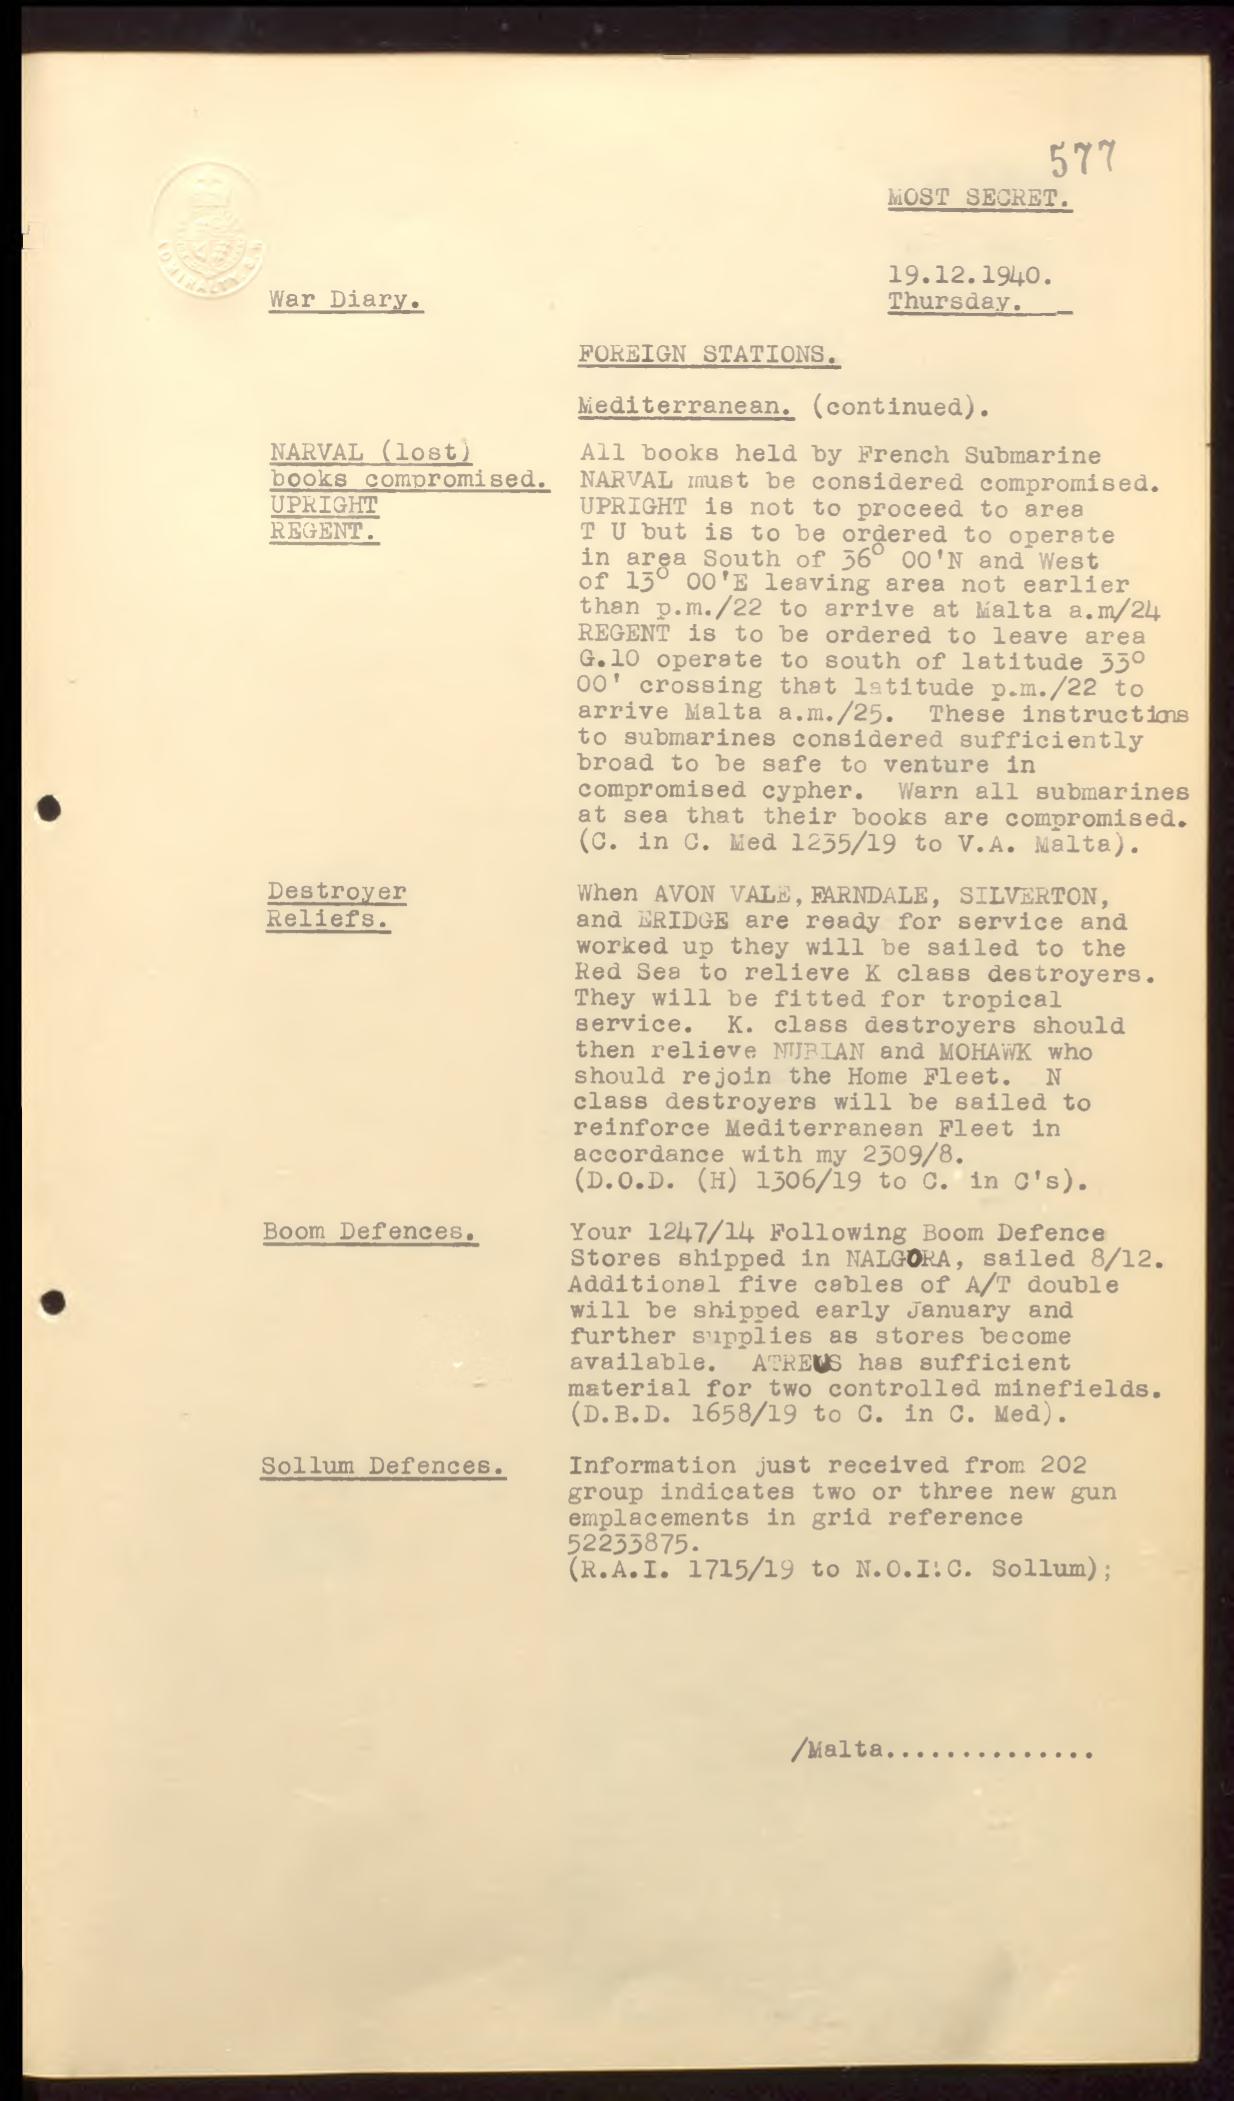 577
MOST SECRET.
19.12.1940.
War Diary.
Thursday.
FOREIGN STATIONS.
Mediterranean. (continued).
NARVAL (lost)
books compromised.
UPRIGHT
REGENT.
All books held by French Submarine
NARVAL must be considered compromised.
UPRIGHT is not to proceed to area
T U but is to be ordered to operate
in area South of 36° 00'N and West
of 13° 00'E leaving area not earlier
than p.m./22 to arrive at Malta a.m/24
REGENT is to be ordered to leave area
G.10 operate to south of latitude 33°
00' crossing that latitude p.m./22 to
arrive Malta a.m./25. These instructions
to submarines considered sufficiently
broad to be safe to venture in
compromised cypher. Warn all submarines
at sea that their books are compromised.
(C. in C. Med 1235/19 to V.A. Malta).
Destroyer
Reliefs.
When AVON VALE, FARNDALE, SILVERTON,
and ERIDGE are ready for service and
worked up they will be sailed to the
Red Sea to relieve K class destroyers.
They will be fitted for tropical
service. K. class destroyers should
then relieve NUBIAN and MOHAWK who
should rejoin the Home Fleet. N
class destroyers will be sailed to
reinforce Mediterranean Fleet in
accordance with my 2309/8.
(D.O.D. (H) 1306/19 to C. in C's).
Boom Defences.
Your 1247/14 Following Boom Defence
Stores shipped in NALGORA, sailed 8/12.
Additional five cables of A/T double
will be shipped early January and
further supplies as stores become
available. ATREUS has sufficient
material for two controlled minefields.
(D.B.D. 1658/19 to C. in C. Med).
Sollum Defences.
Information just received from 202
group indicates two or three new gun
emplacements in grid reference
52233875.
(R.A.I. 1715/19 to N.O.I.C. Sollum);
/Malta...............